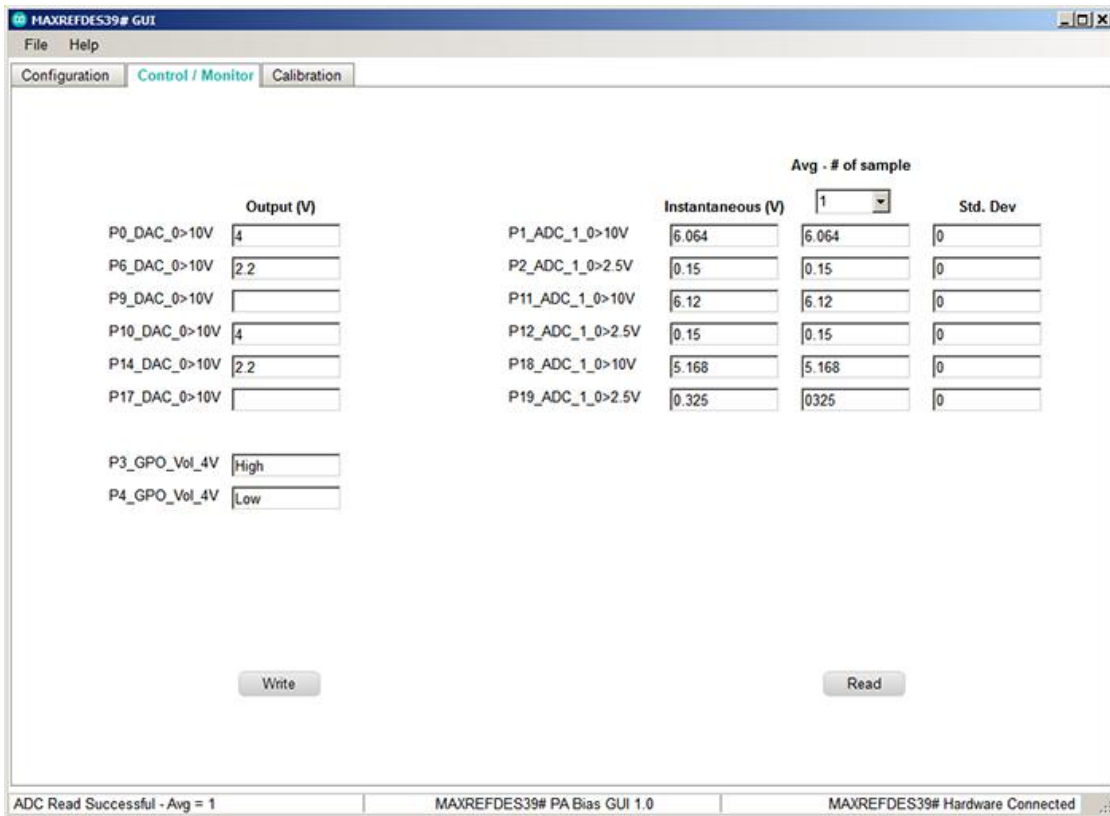 MAXREFDES39# GUI
File Help
Configuration Control / Monitor Calibration
Avg - # of sample
Output (V) Instantaneous (V) 1 Std. Dev
P0_DAC_0>10V 4 P1_ADC_1_0>10V 6.064 6.064 0
P6_DAC_0>10V 2.2 P2_ADC_1_0>2.5V 0.15 0.15 0
P9_DAC_0>10V P11_ADC_1_0>10V 6.12 6.12 0
P10_DAC_0>10V 4 P12_ADC_1_0>2.5V 0.15 0.15 0
P14_DAC_0>10V 2.2 P18_ADC_1_0>10V 5.168 5.168 0
P17_DAC_0>10V P19_ADC_1_0>2.5V 0.325 0325 0
P3_GPO_Vol_4V High
P4_GPO_Vol_4V Low
Write Read
ADC Read Successful - Avg = 1 MAXREFDES39# PA Bias GUI 1.0 MAXREFDES39# Hardware Connected